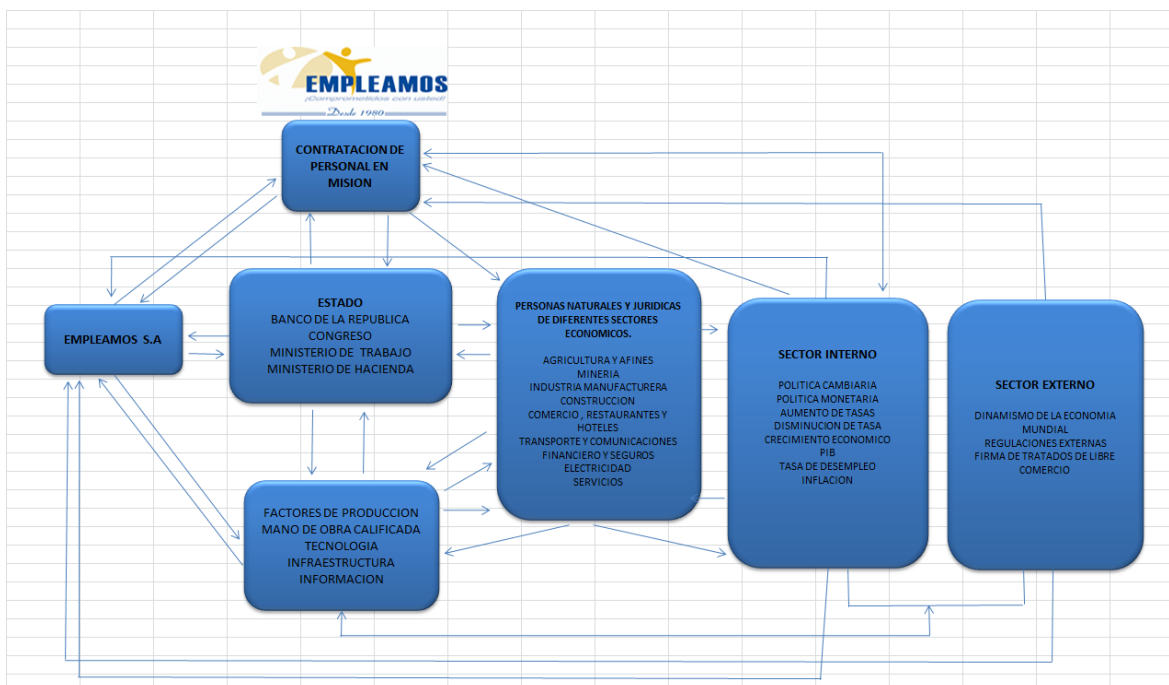 EMPLEAMOS
¡Comprometidos con usted!
Desde 1980
CONTRATACION DE
PERSONAL EN
MISION
EMPLEAMOS S.A
ESTADO
BANCO DE LA REPUBLICA
CONGRESO
MINISTERIO DE TRABAJO
MINISTERIO DE HACIENDA
PERSONAS NATURALES Y JURIDICAS
DE DIFERENTES SECTORES
ECONOMICOS.
AGRICULTURA Y AFINES
MINERIA
INDUSTRIA MANUFACTURERA
CONSTRUCCION
COMERCIO , RESTAURANTES Y
HOTELES
TRANSPORTE Y COMUNICACIONES
FINANCIERO Y SEGUROS
ELECTRICIDAD
SERVICIOS
SECTOR INTERNO
POLITICA CAMBIARIA
POLITICA MONETARIA
AUMENTO DE TASAS
DISMINUCION DE TASA
CRECIMIENTO ECONOMICO
PIB
TASA DE DESEMPLEO
INFLACION
SECTOR EXTERNO
DINAMISMO DE LA ECONOMIA
MUNDIAL
REGULACIONES EXTERNAS
FIRMA DE TRATADOS DE LIBRE
COMERCIO
FACTORES DE PRODUCCION
MANO DE OBRA CALIFICADA
TECNOLOGIA
INFRAESTRUCTURA
INFORMACION